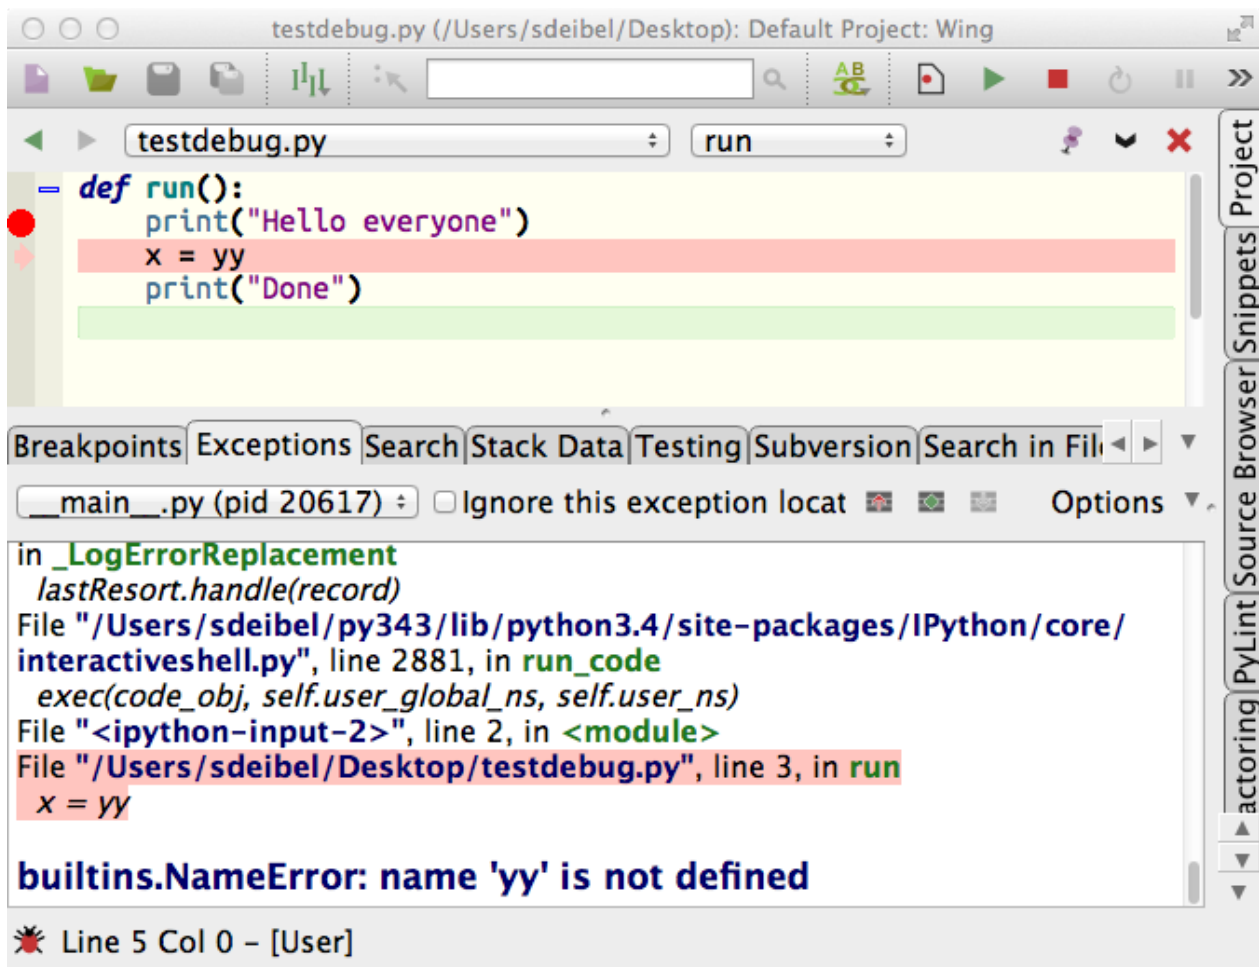 testdebug.py (/Users/sdeibel/Desktop): Default Project: Wing
testdebug.py
run
def run():
print("Hello everyone")
x = yy
print("Done")
Breakpoints Exceptions Search Stack Data Testing Subversion Search in
__main__.py (pid 20617) Ignore this exception locat Options
in _LogErrorReplacement
lastResort.handle(record)
File "/Users/sdeibel/py343/lib/python3.4/site-packages/IPython/core/
interactiveshell.py", line 2881, in run_code
exec(code_obj, self.user_global_ns, self.user_ns)
File "<ipython-input-2>", line 2, in <module>
File "/Users/sdeibel/Desktop/testdebug.py", line 3, in run
x = yy
builtins.NameError: name 'yy' is not defined
Line 5 Col 0 – [User]
Project
Snippets
Source Browser
PyLint
actoring